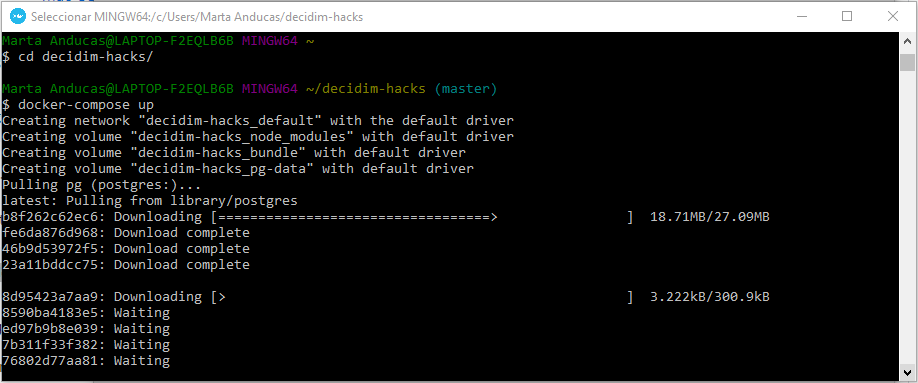 Seleccionar MINGW64:/c/Users/Marta Anducas/decidim-hacks
Marta Anducas@LAPTOP-F2EQLB6B MINGW64 ~
$ cd decidim-hacks/
Marta Anducas@LAPTOP-F2EQLB6B MINGW64 ~/decidim-hacks (master)
$ docker-compose up
Creating network "decidim-hacks_default" with the default driver
Creating volume "decidim-hacks_node_modules" with default driver
Creating volume "decidim-hacks_bundle" with default driver
Creating volume "decidim-hacks_pg-data" with default driver
Pulling pg (postgres:)...
latest: Pulling from library/postgres
b8f262c62ec6: Downloading [==================================>                ]  18.71MB/27.09MB
fe6da876d968: Download complete
46b9d53972f5: Download complete
23a11bddcc75: Download complete
8d95423a7aa9: Downloading [>                                                  ]  3.222kB/300.9kB
8590ba4183e5: Waiting
ed97b9b8e039: Waiting
7b311f33f382: Waiting
76802d77aa81: Waiting